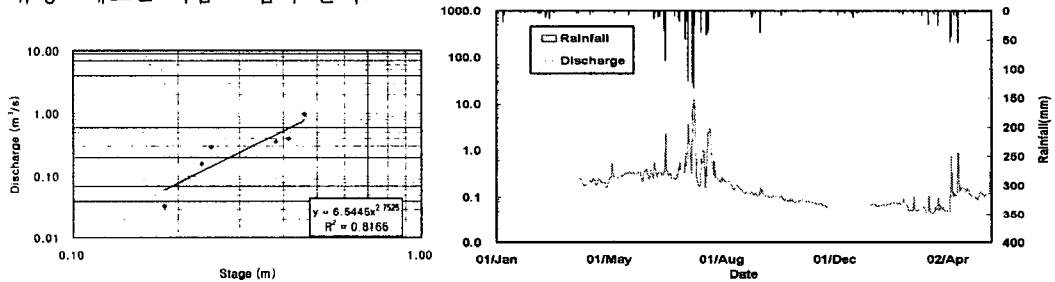 10.00
1.00
0.10
0.01
Discharge (m³/s)
y = 6.5445x^2.7525
R² = 0.8165
0.10
1.00
Stage (m)
1000.0
100.0
10.0
1.0
0.1
0.0
Rainfall
Discharge
0
50
100
150
200
250
300
350
400
Rainfall(mm)
01/Jan
01/May
01/Aug
01/Dec
02/Apr
Date